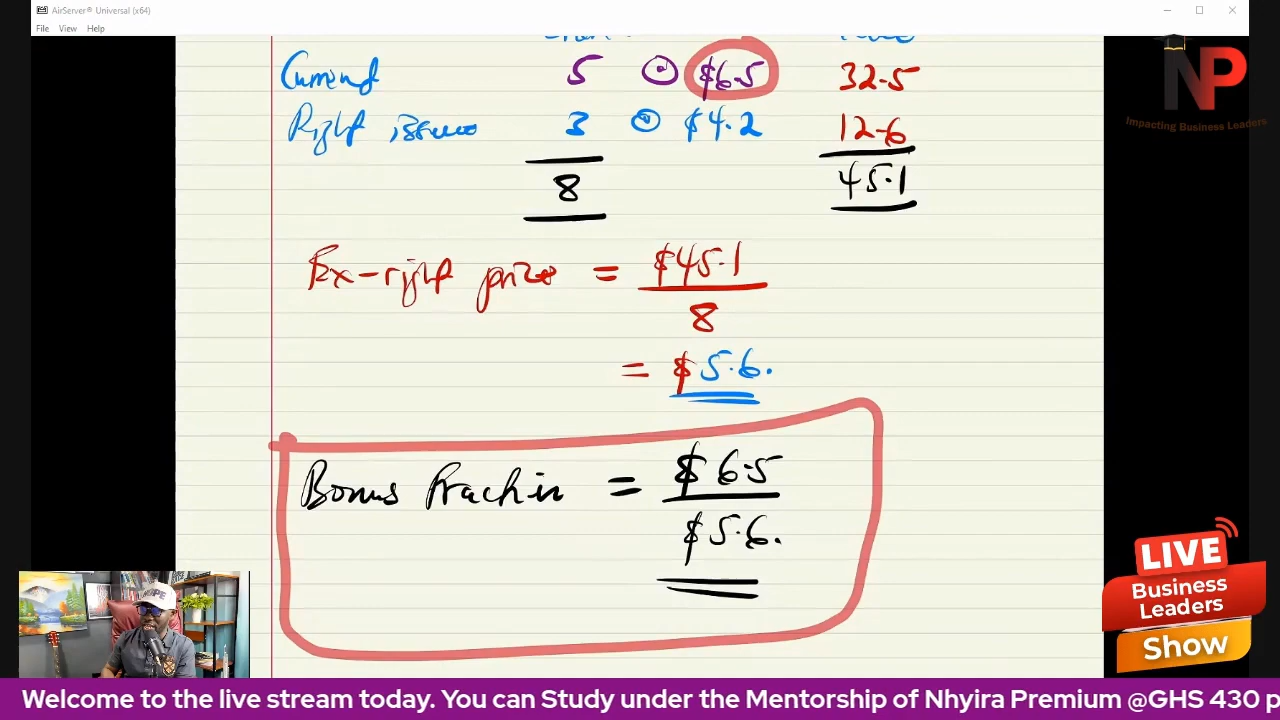 AirServer® Universal (x64)
File View Help
Current 5 $6.5 32.5
Right issue 3 $4.2 12.6
8 45.1
Ex-right price = $45.1
8
= $5.6.
Bonus fraction = $6.5
$5.6.
NP
Impacting Business Leaders
LIVE
Business
Leaders
Show
Welcome to the live stream today. You can Study under the Mentorship of Nhyira Premium @GHS 430 p